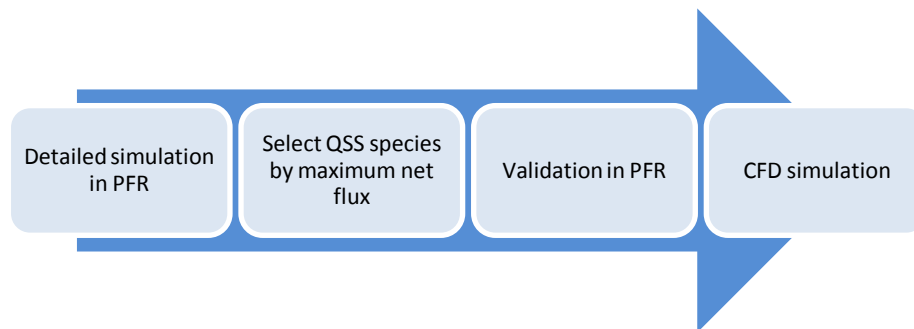 Detailed simulation
in PFR
Select QSS species
by maximum net
flux
Validation in PFR
CFD simulation